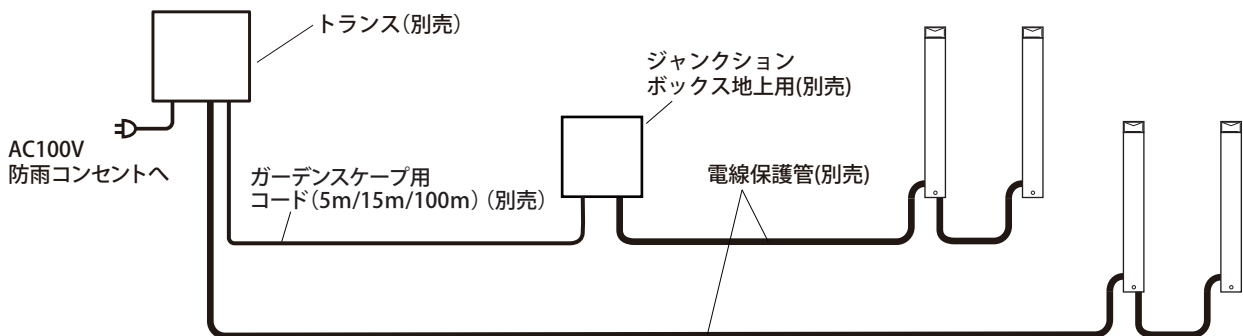 トランス(別売)
ジャンクション
ボックス地上用(別売)
AC100V
防雨コンセントへ
ガーデンスケープ用
コード(5m/15m/100m) (別売)
電線保護管(別売)